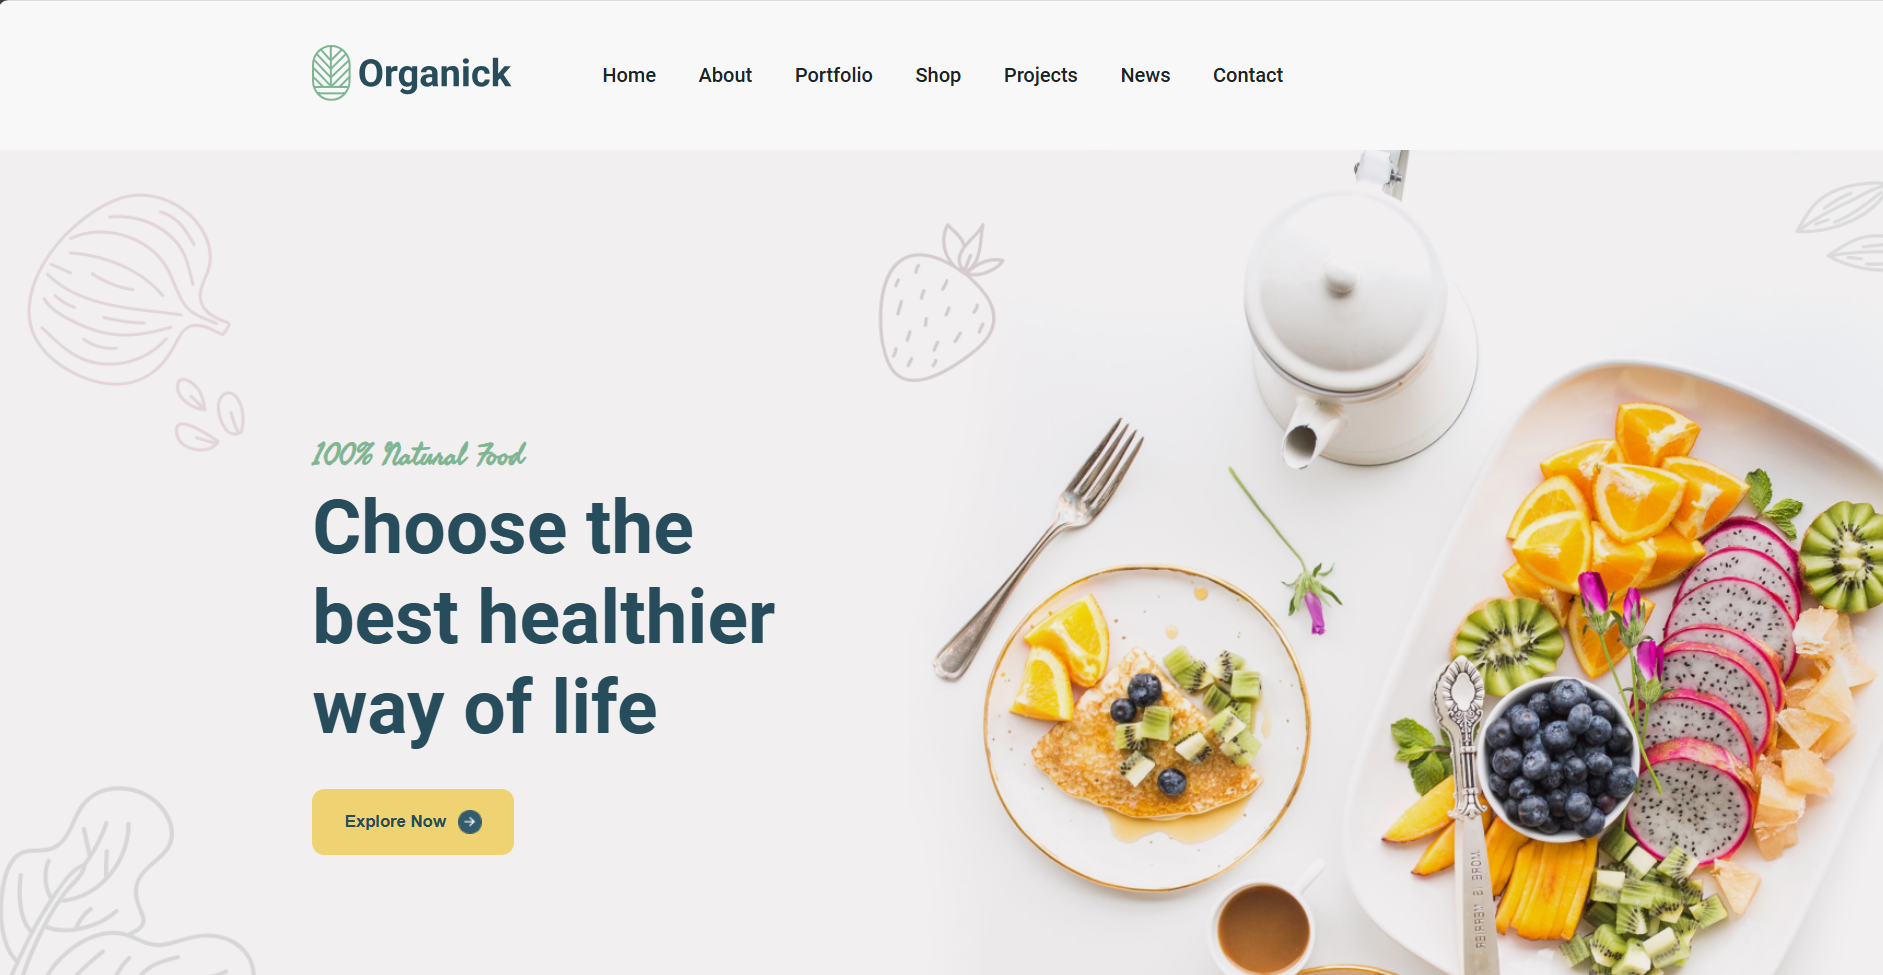 Organick
Home About Portfolio Shop Projects News Contact
100% Natural Food
Choose the
best healthier
way of life
Explore Now